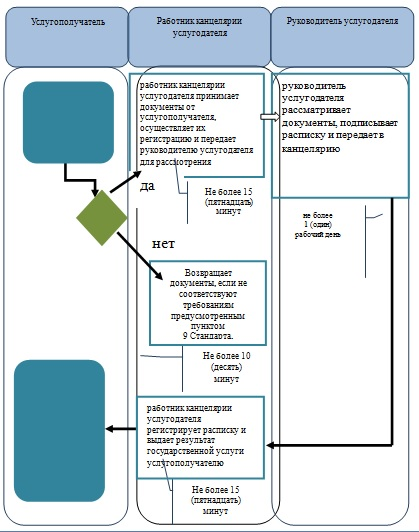 Услугополучатель
Работник канцелярии
услугодателя
Руководитель услугодателя
работник канцелярии
услугодателя принимает
документы от
услугополучателя,
осуществляет их
регистрацию и передает
руководителю услугодателя
для рассмотрения
руководитель
услугодателя
рассматривает
документы, подписывает
расписку и передает в
канцелярию
да
Не более 15
(пятнадцать)
минут
не более
1 (один)
рабочий день
нет
Возвращает
документы, если не
соответствуют
требованиям
предусмотренным
пунктом
9 Стандарта.
Не более 10
(десять)
минут
работник канцелярии
услугодателя
регистрирует расписку и
выдает результат
государственной услуги
услугополучателю
Не более 15
(пятнадцать)
минут